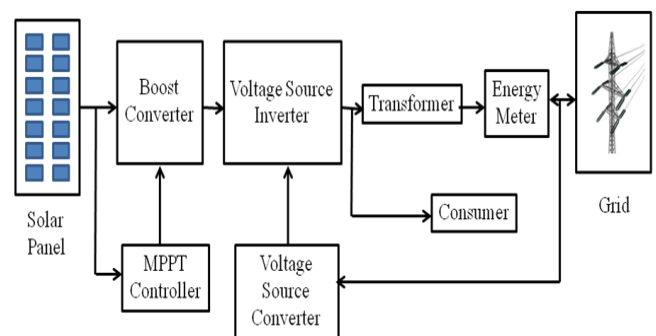 Boost
Converter
Voltage Source
Inverter
Transformer
Energy
Meter
Solar
Panel
Consumer
Grid
MPPT
Controller
Voltage
Source
Converter